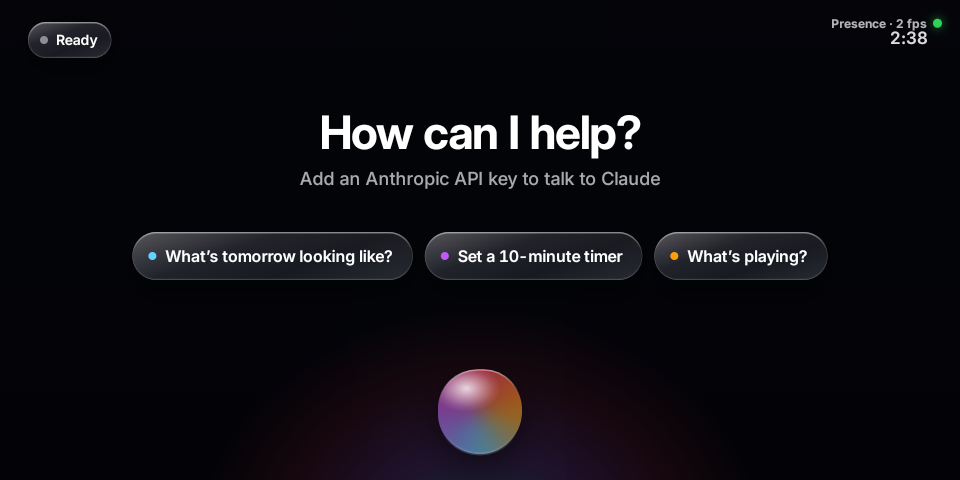 Ready
Presence · 2 fps
2:38
How can I help?
Add an Anthropic API key to talk to Claude
What’s tomorrow looking like?
Set a 10-minute timer
What’s playing?